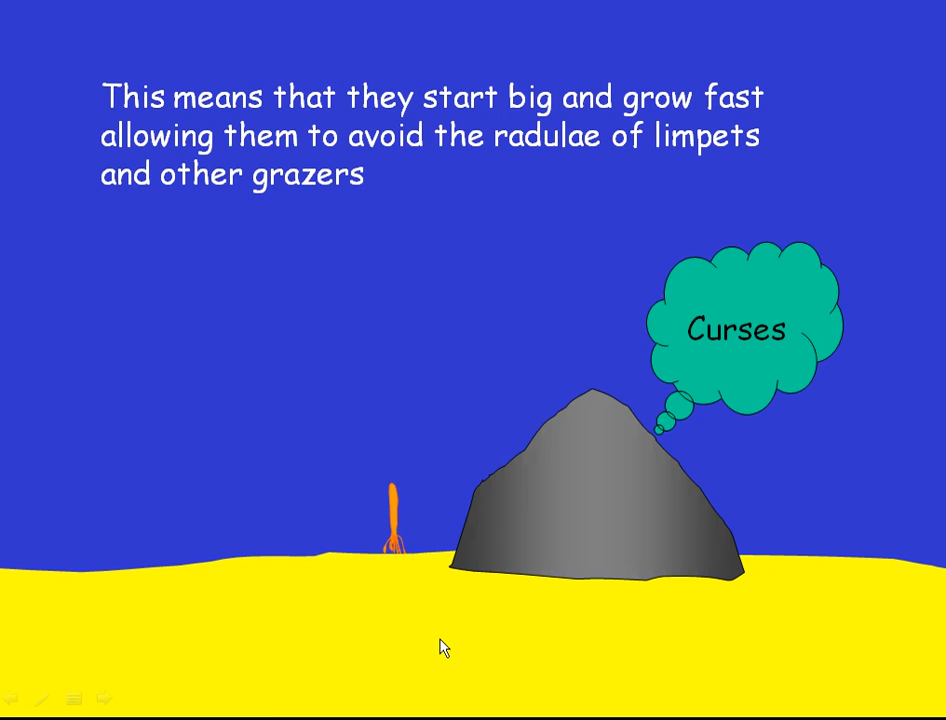 This means that they start big and grow fast
allowing them to avoid the radulae of limpets
and other grazers
Curses